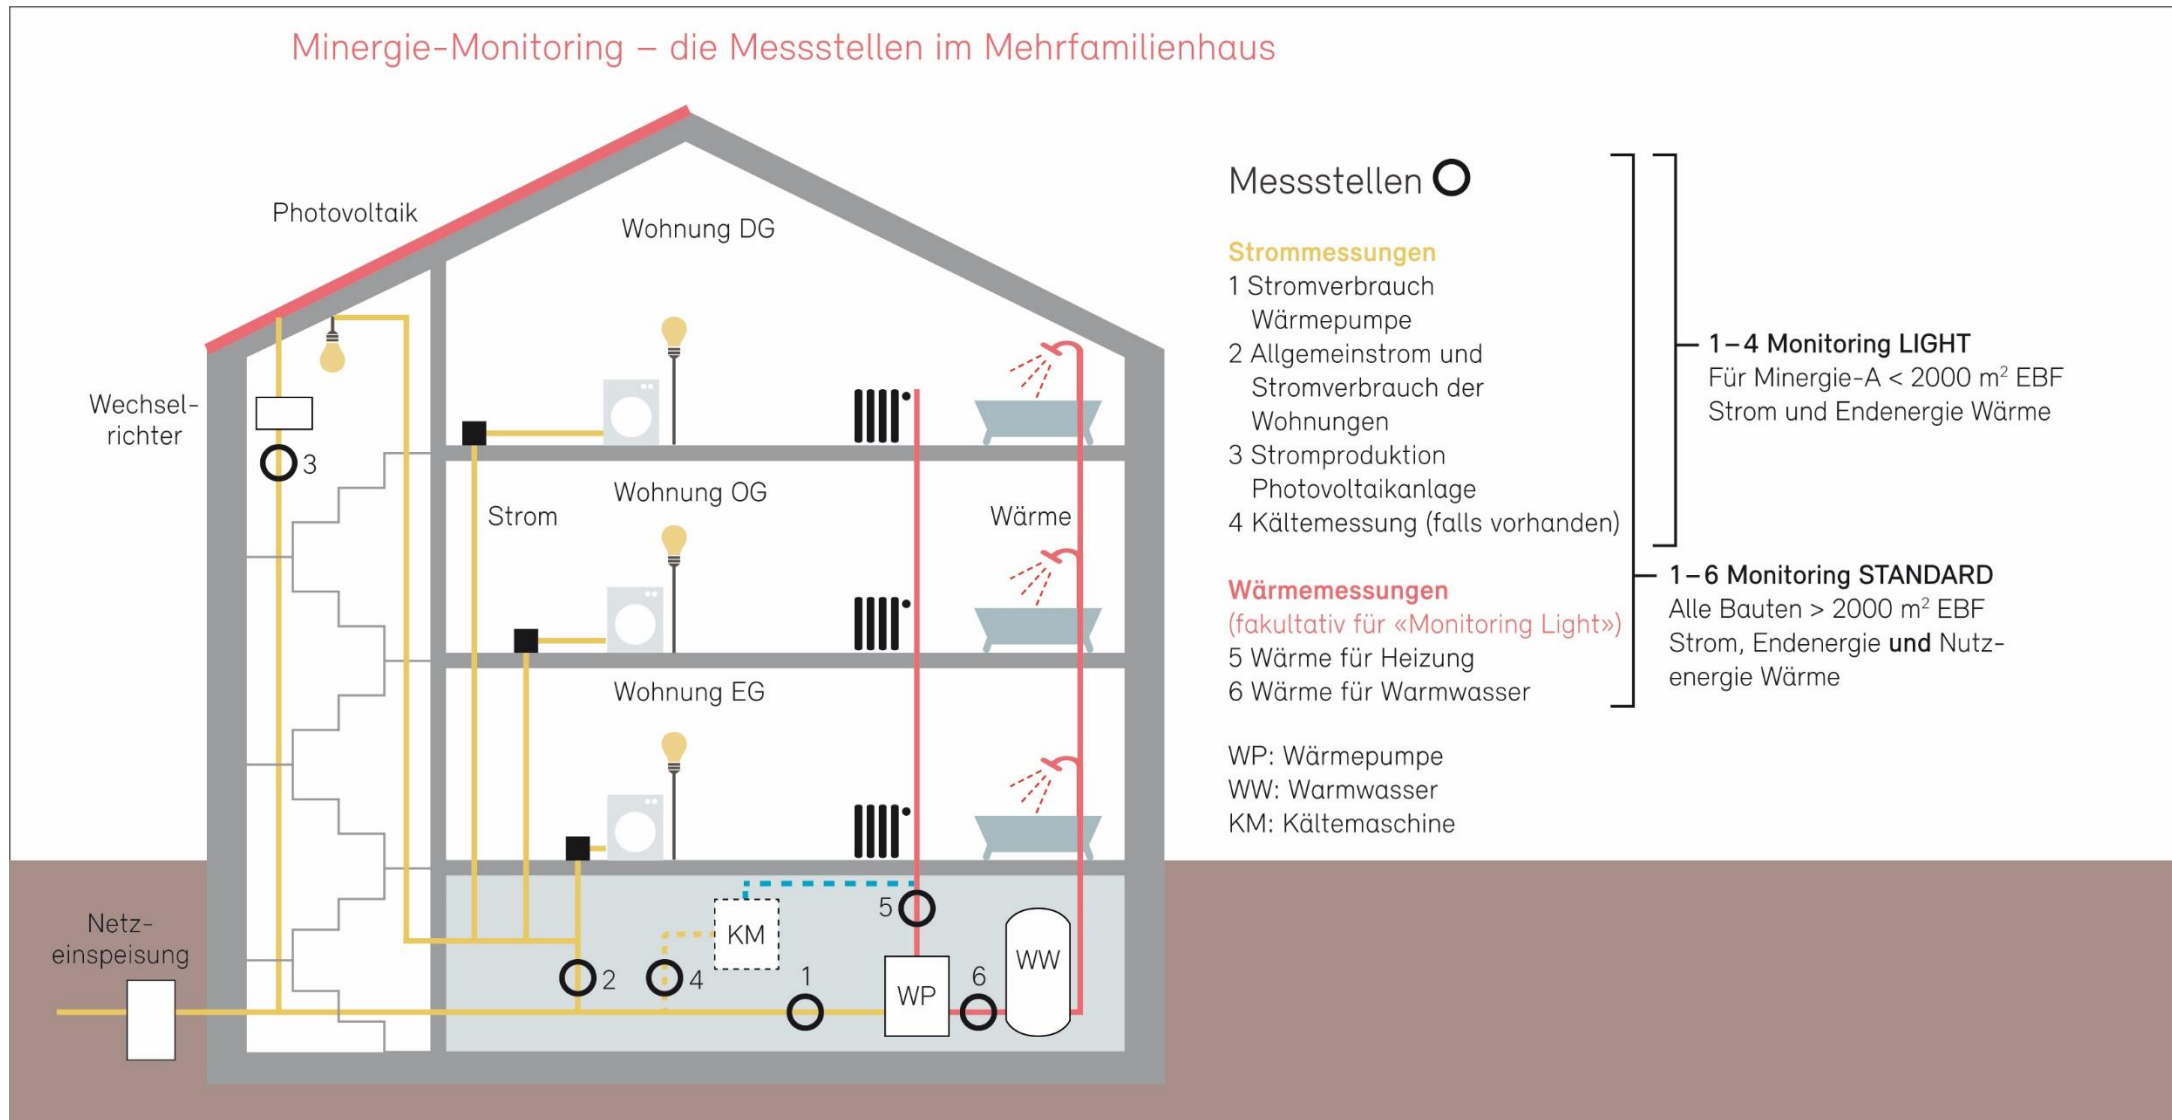 Minergie-Monitoring – die Messstellen im Mehrfamilienhaus
Photovoltaik
Wechsel-
richter
3
Wohnung DG
Wohnung OG
Strom
Wärme
Wohnung EG
Netz-
einspeisung
KM
5
2
4
1
WP
6
WW
Messstellen
Strommessungen
1 Stromverbrauch
Wärmepumpe
2 Allgemeinstrom und
Stromverbrauch der
Wohnungen
3 Stromproduktion
Photovoltaikanlage
4 Kältemessung (falls vorhanden)
Wärmemessungen
(fakultativ für «Monitoring Light»)
5 Wärme für Heizung
6 Wärme für Warmwasser
WP: Wärmepumpe
WW: Warmwasser
KM: Kältemaschine
1–4 Monitoring LIGHT
Für Minergie-A < 2000 m² EBF
Strom und Endenergie Wärme
1–6 Monitoring STANDARD
Alle Bauten > 2000 m² EBF
Strom, Endenergie und Nutz-
energie Wärme